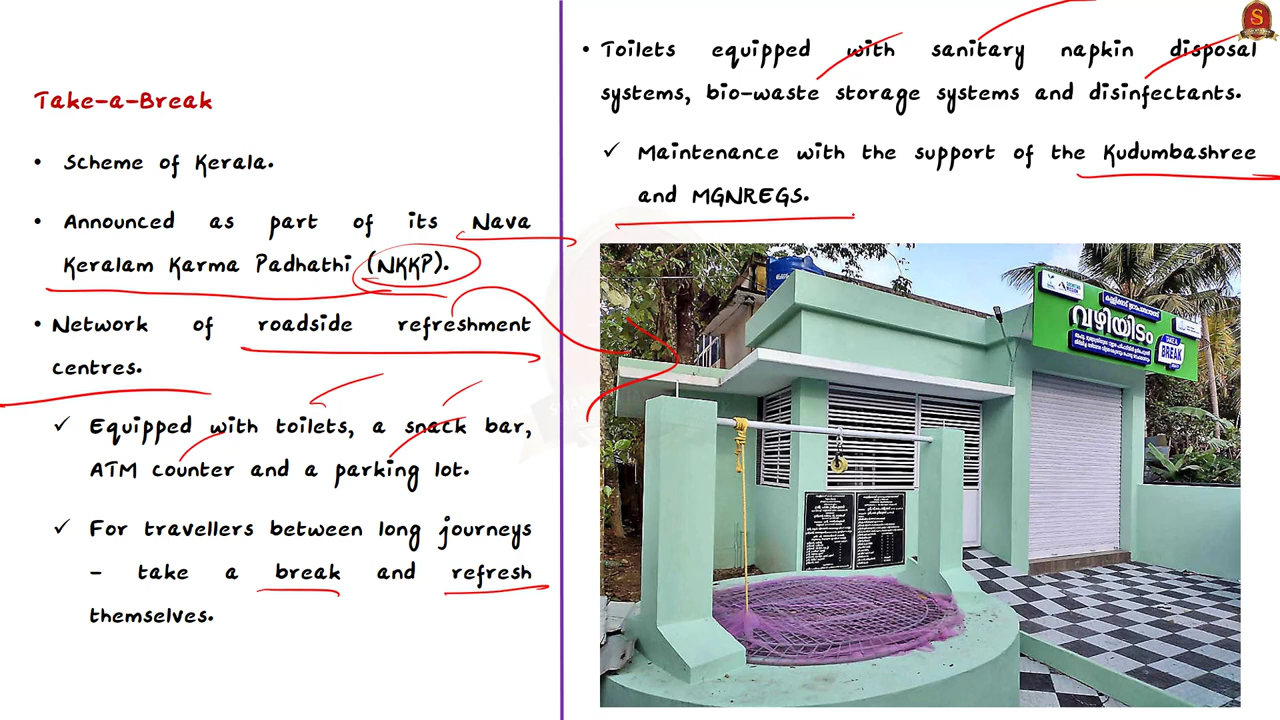 Take-a-Break
• Scheme of Kerala.
• Announced as part of its Nava
Keralam Karma Padhathi (NKKP).
• Network of roadside refreshment
centres.
✓ Equipped with toilets, a snack bar,
ATM counter and a parking lot.
✓ For travellers between long journeys
– take a break and refresh
themselves.
• Toilets equipped with sanitary napkin disposal
systems, bio-waste storage systems and disinfectants.
✓ Maintenance with the support of the Kudumbashree
and MGNREGS.
വഴിയിടം
TAKE A
BREAK
S